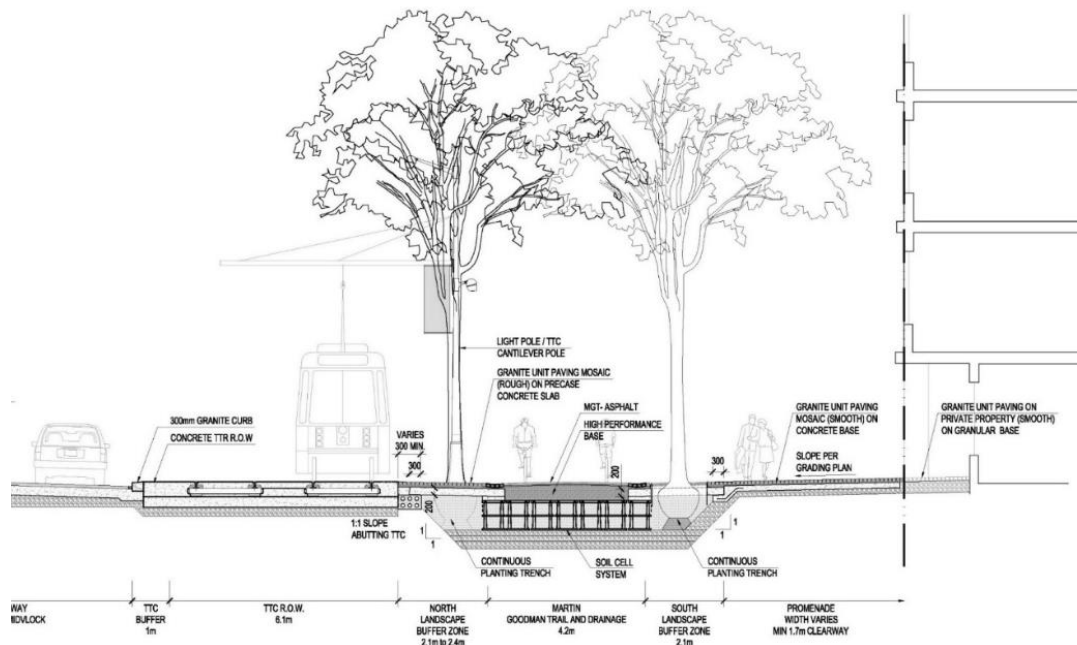 LIGHT POLE / TTC
CANTILEVER POLE
GRANITE UNIT PAVING MOSAIC
(ROUGH) ON PRECASE
CONCRETE SLAB
MGT- ASPHALT
HIGH PERFORMANCE
BASE
GRANITE UNIT PAVING
MOSAIC (SMOOTH) ON
CONCRETE BASE
GRANITE UNIT PAVING ON
PRIVATE PROPERTY (SMOOTH)
ON GRANULAR BASE
300mm GRANITE CURB
CONCRETE TTR R.O.W
VARIES
300 MIN.
300
200
300
SLOPE PER
GRADING PLAN
200
1:1 SLOPE
ABUTTING TTC
1
1
1
1
CONTINUOUS
PLANTING TRENCH
SOIL CELL
SYSTEM
CONTINUOUS
PLANTING TRENCH
WAY
MIDVLOCK
TTC
BUFFER
1m
TTC R.O.W.
6.1m
NORTH
LANDSCAPE
BUFFER ZONE
2.1m to 2.4m
MARTIN
GOODMAN TRAIL AND DRAINAGE
4.2m
SOUTH
LANDSCAPE
BUFFER ZONE
2.1m
PROMENADE
WIDTH VARIES
MIN 1.7m CLEARWAY